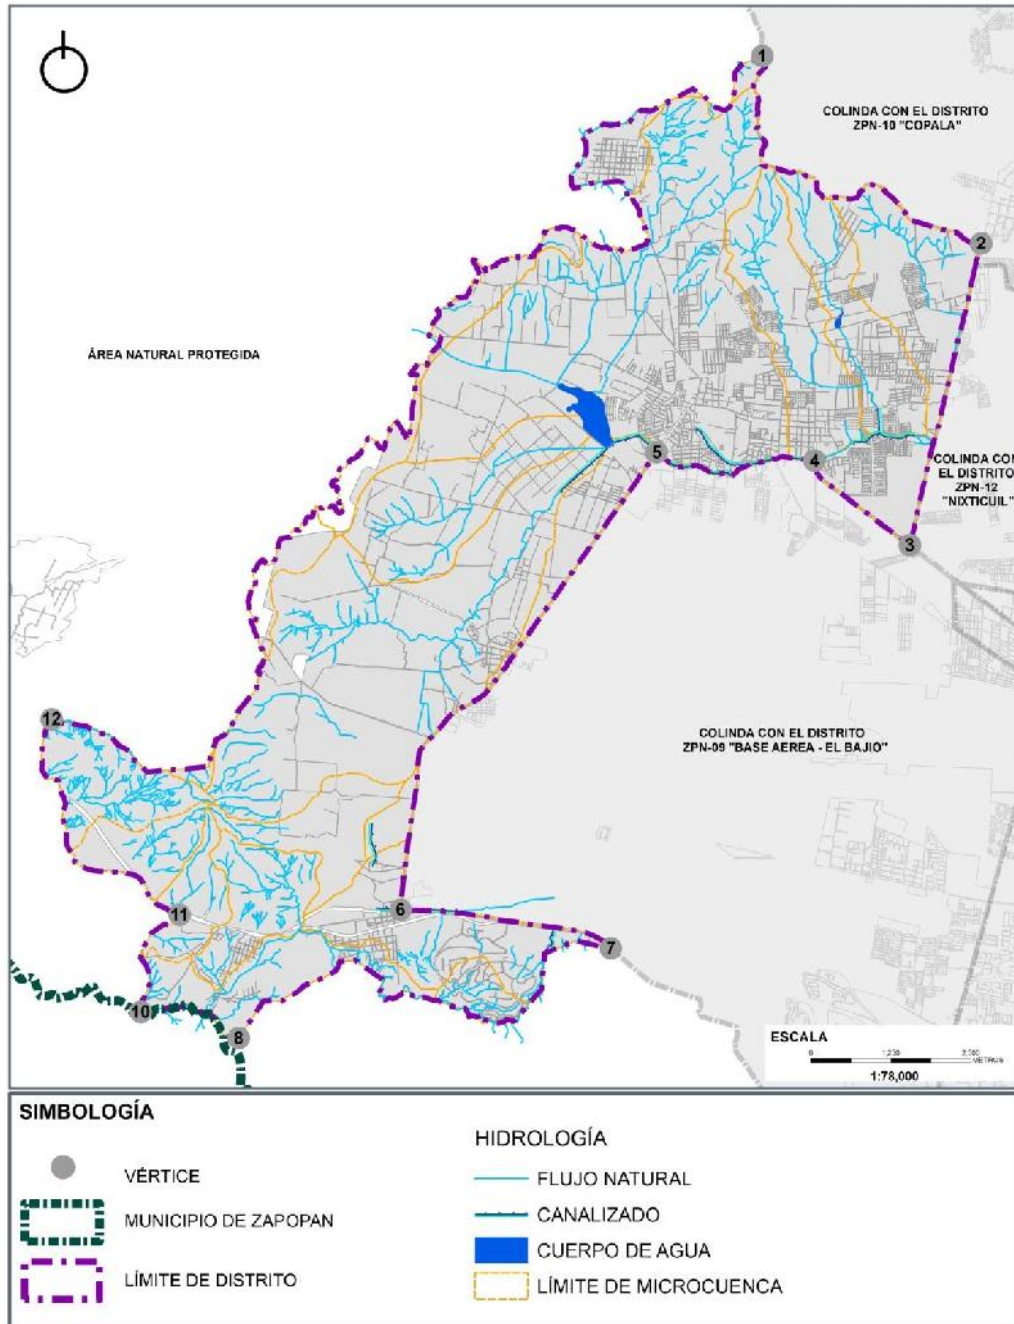 1
COLINDA CON EL DISTRITO
ZPN-10 "COPALA"
2
ÁREA NATURAL PROTEGIDA
5
4
COLINDA CON
EL DISTRITO
ZPN-12
"NIXTICUIL"
3
12
COLINDA CON EL DISTRITO
ZPN-09 "BASE AEREA - EL BAJIO"
6
11
7
10
8
ESCALA
0
METROS
1:78,000
SIMBOLOGÍA
VÉRTICE
MUNICIPIO DE ZAPOPAN
LÍMITE DE DISTRITO
HIDROLOGÍA
FLUJO NATURAL
CANALIZADO
CUERPO DE AGUA
LÍMITE DE MICROCUENCA